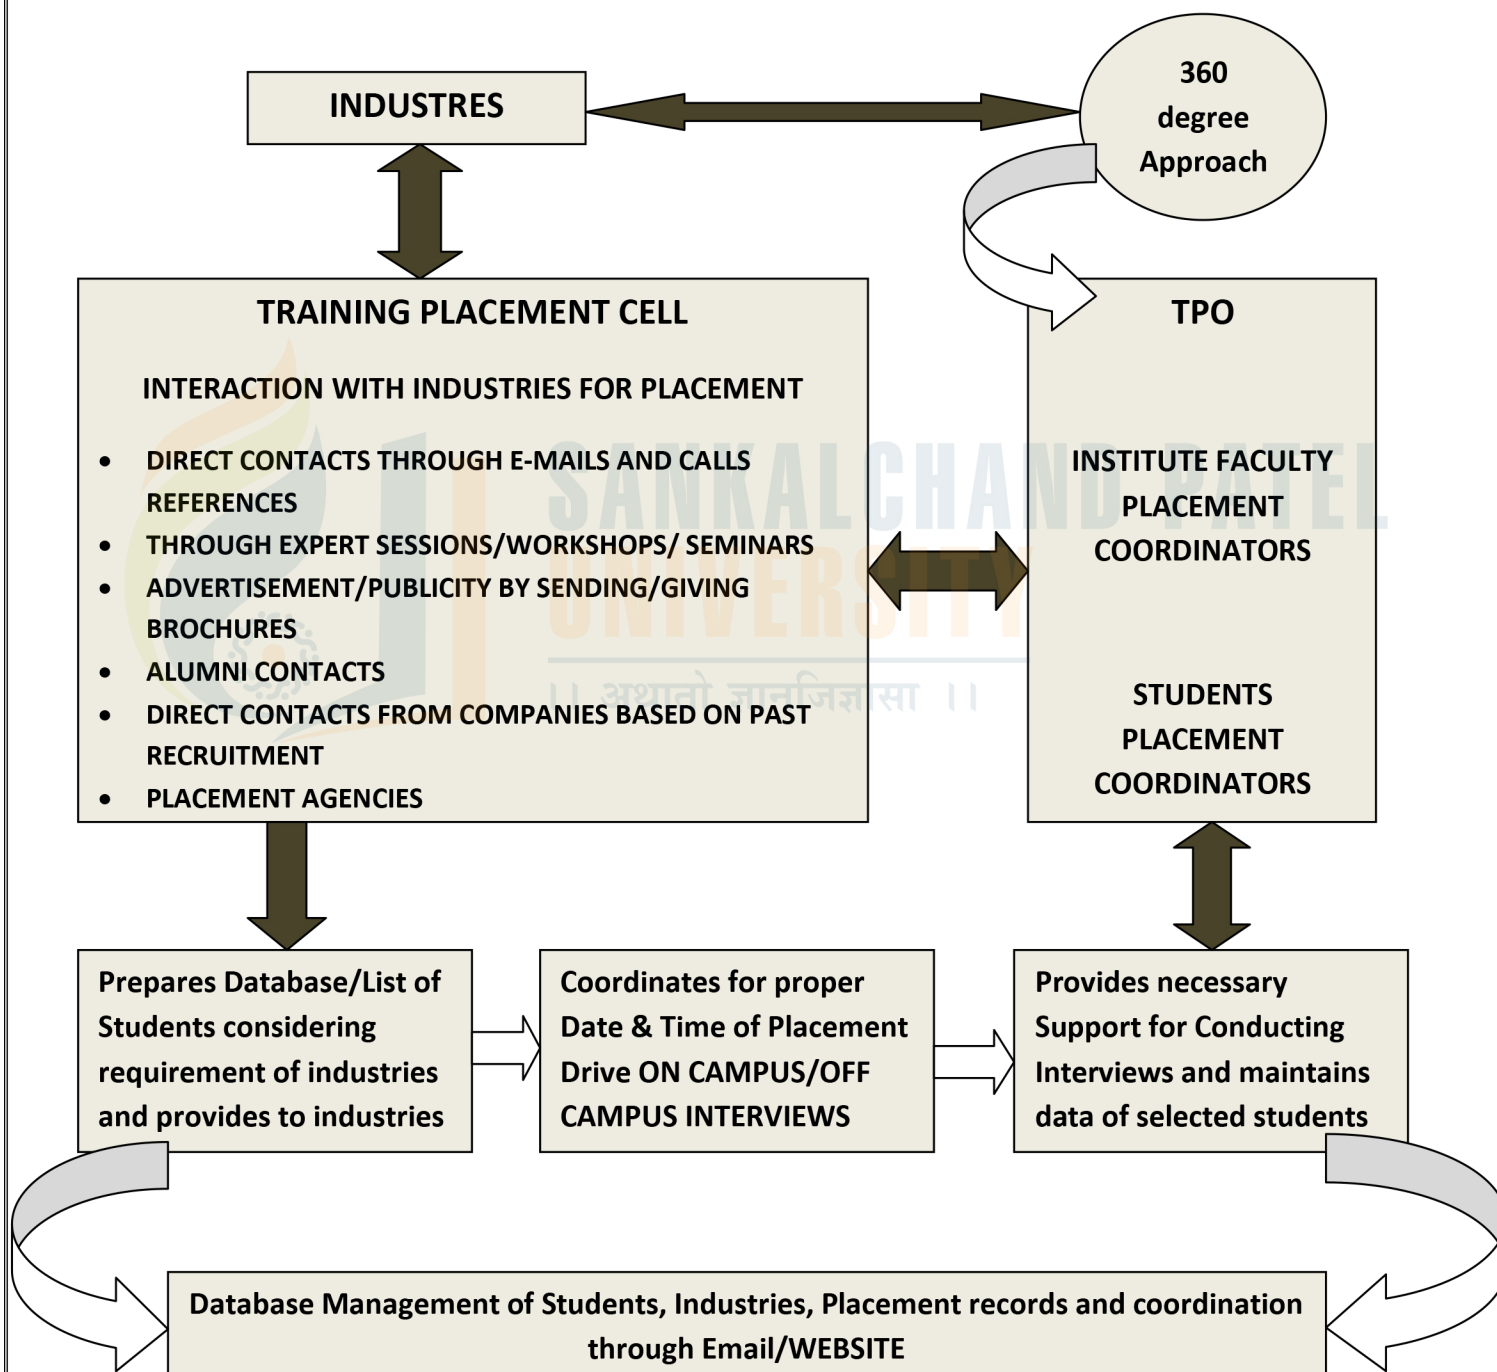 INDUSTRES
360
degree
Approach
TRAINING PLACEMENT CELL
INTERACTION WITH INDUSTRIES FOR PLACEMENT
• DIRECT CONTACTS THROUGH E-MAILS AND CALLS
REFERENCES
• THROUGH EXPERT SESSIONS/WORKSHOPS/ SEMINARS
• ADVERTISEMENT/PUBLICITY BY SENDING/GIVING
BROCHURES
• ALUMNI CONTACTS
• DIRECT CONTACTS FROM COMPANIES BASED ON PAST
RECRUITMENT
• PLACEMENT AGENCIES
TPO
INSTITUTE FACULTY
PLACEMENT
COORDINATORS
STUDENTS
PLACEMENT
COORDINATORS
SANKALCHAND PATEL
UNIVERSITY
।। अथातो ज्ञानजिज्ञासा ।।
Prepares Database/List of
Students considering
requirement of industries
and provides to industries
Coordinates for proper
Date & Time of Placement
Drive ON CAMPUS/OFF
CAMPUS INTERVIEWS
Provides necessary
Support for Conducting
Interviews and maintains
data of selected students
Database Management of Students, Industries, Placement records and coordination
through Email/WEBSITE